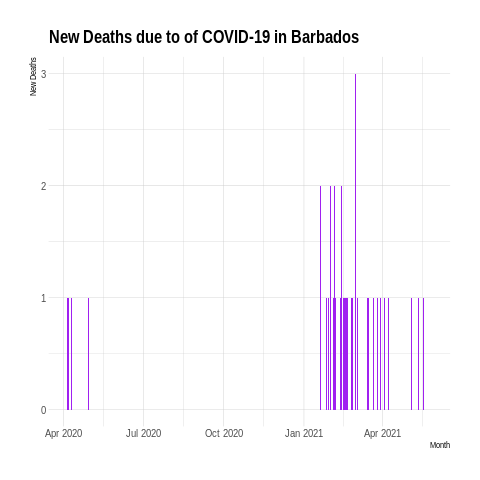 New Deaths due to of COVID-19 in Barbados
New Deaths
3
2
1
0
Apr 2020 Jul 2020 Oct 2020 Jan 2021 Apr 2021
Month